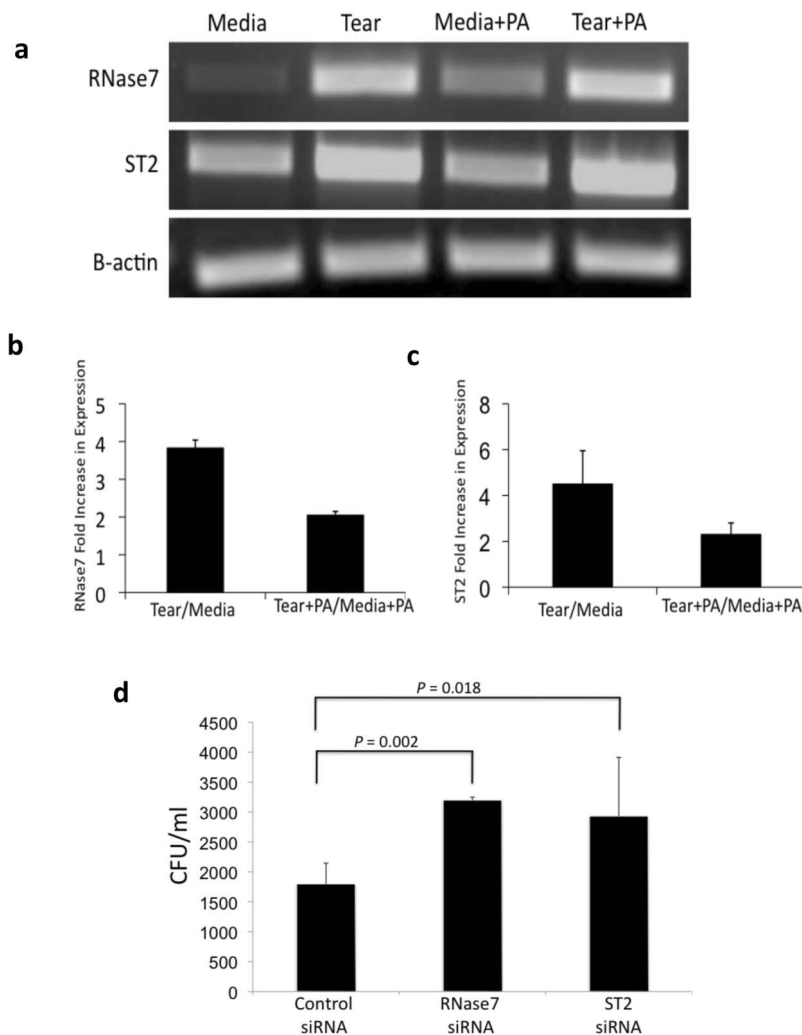 a
Media Tear Media+PA Tear+PA
RNase7
ST2
B-actin
b
RNase7 Fold Increase in Expression
5
4
3
2
1
0
Tear/Media Tear+PA/Media+PA
c
ST2 Fold Increase in Expression
8
6
4
2
0
Tear/Media Tear+PA/Media+PA
d
P = 0.018
P = 0.002
CFU/ml
4500
4000
3500
3000
2500
2000
1500
1000
500
0
Control RNase7 ST2
siRNA siRNA siRNA